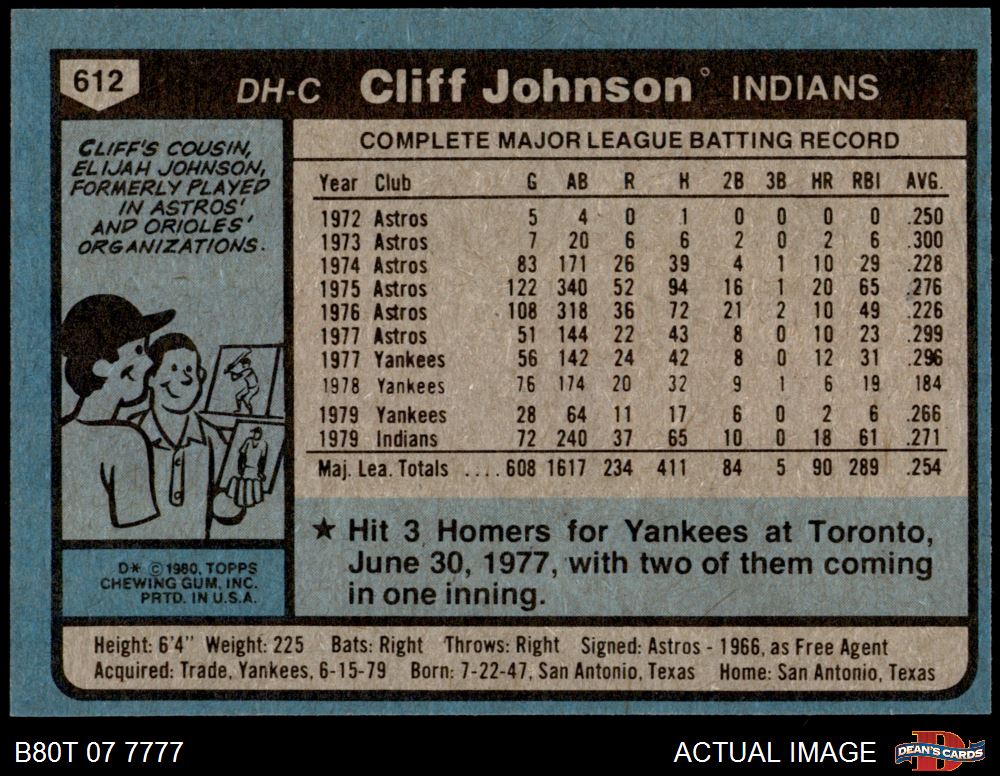 612 DH-C Cliff Johnson° INDIANS
CLIFF'S COUSIN,
ELIJAH JOHNSON,
FORMERLY PLAYED
IN ASTROS'
AND ORIOLES'
ORGANIZATIONS.
D* © 1980, TOPPS
CHEWING GUM, INC.
PRTD. IN U.S.A.
COMPLETE MAJOR LEAGUE BATTING RECORD
Year Club G AB R H 2B 3B HR RBI AVG.
1972 Astros 5 4 0 1 0 0 0 0 .250
1973 Astros 7 20 6 6 2 0 2 6 .300
1974 Astros 83 171 26 39 4 1 10 29 .228
1975 Astros 122 340 52 94 16 1 20 65 .276
1976 Astros 108 318 36 72 21 2 10 49 .226
1977 Astros 51 144 22 43 8 0 10 23 .299
1977 Yankees 56 142 24 42 8 0 12 31 .296
1978 Yankees 76 174 20 32 9 1 6 19 .184
1979 Yankees 28 64 11 17 6 0 2 6 .266
1979 Indians 72 240 37 65 10 0 18 61 .271
Maj. Lea. Totals .... 608 1617 234 411 84 5 90 289 .254
★ Hit 3 Homers for Yankees at Toronto,
June 30, 1977, with two of them coming
in one inning.
Height: 6'4" Weight: 225 Bats: Right Throws: Right Signed: Astros - 1966, as Free Agent
Acquired: Trade, Yankees, 6-15-79 Born: 7-22-47, San Antonio, Texas Home: San Antonio, Texas
B80T 07 7777 ACTUAL IMAGE D DEAN'S CARDS